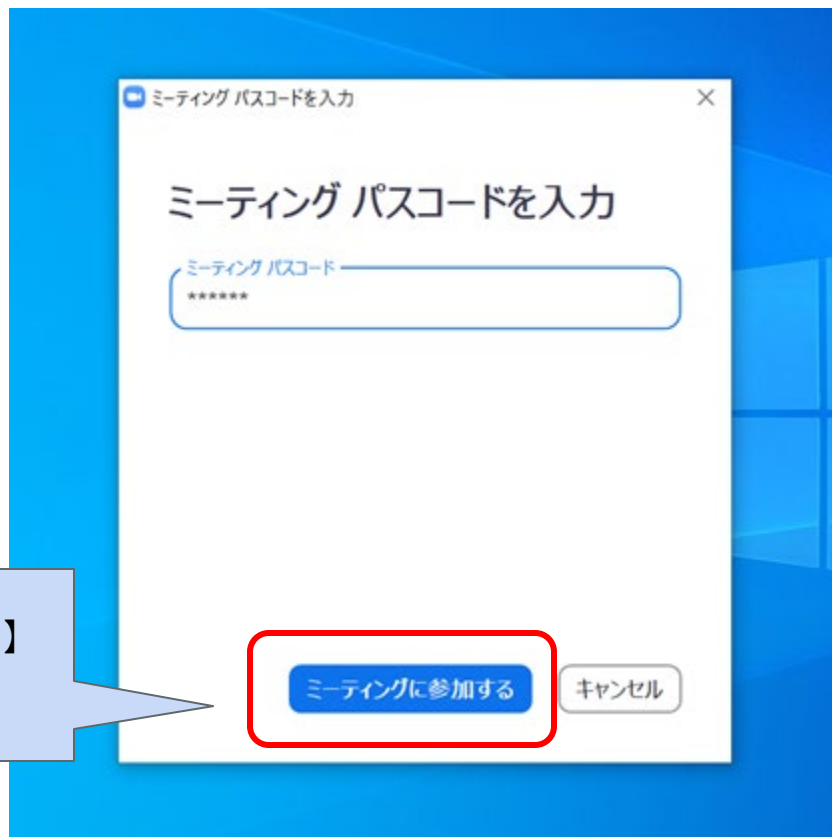 ミーティング パスコードを入力
ミーティング パスコードを入力
ミーティング パスコード
******
】
ミーティングに参加する
キャンセル